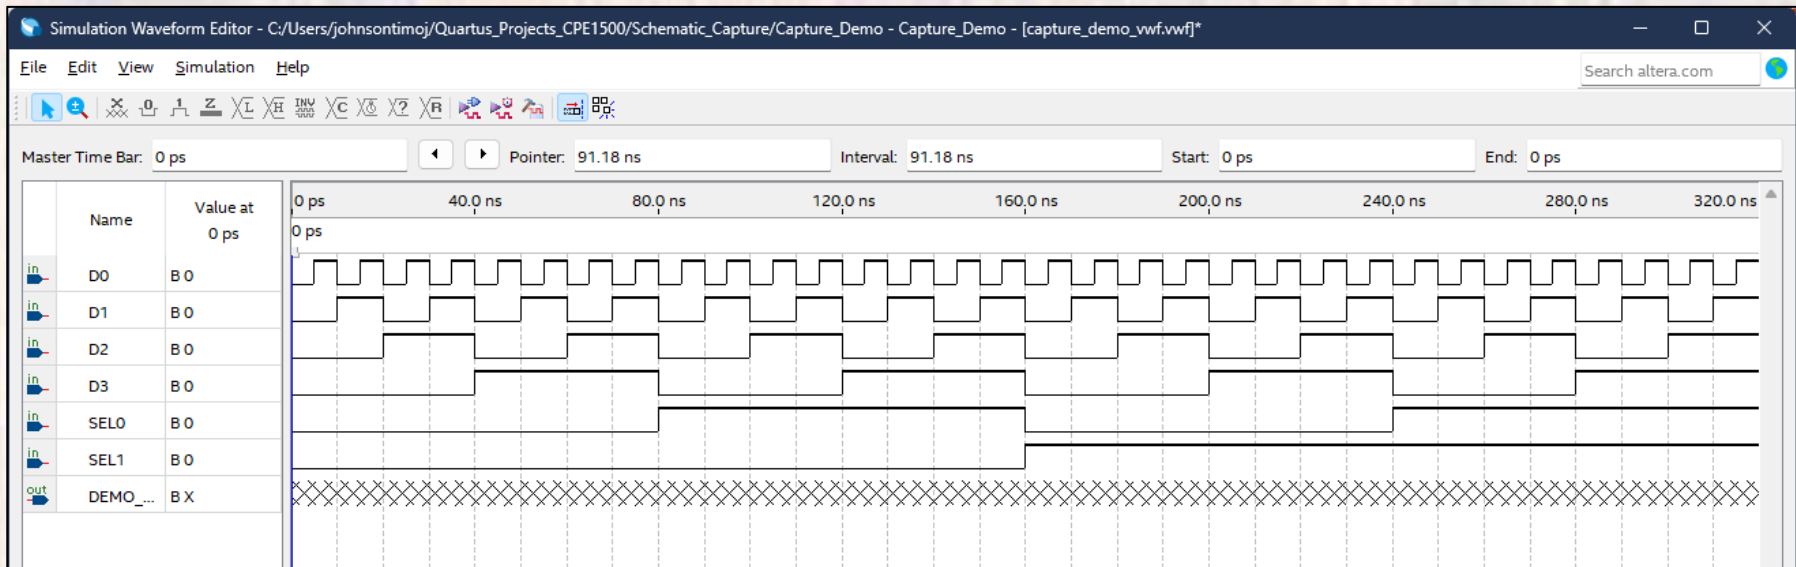 Simulation Waveform Editor - C:/Users/johnsontimoj/Quartus_Projects_CPE1500/Schematic_Capture/Capture_Demo - Capture_Demo - [capture_demo_vwf.vwf]*
File Edit View Simulation Help
Search altera.com
Master Time Bar: 0 ps Pointer: 91.18 ns Interval: 91.18 ns Start: 0 ps End: 0 ps
Name Value at 0 ps
0 ps 40.0 ns 80.0 ns 120.0 ns 160.0 ns 200.0 ns 240.0 ns 280.0 ns 320.0 ns
0 ps
in D0 B 0
in D1 B 0
in D2 B 0
in D3 B 0
in SEL0 B 0
in SEL1 B 0
out DEMO_... B X